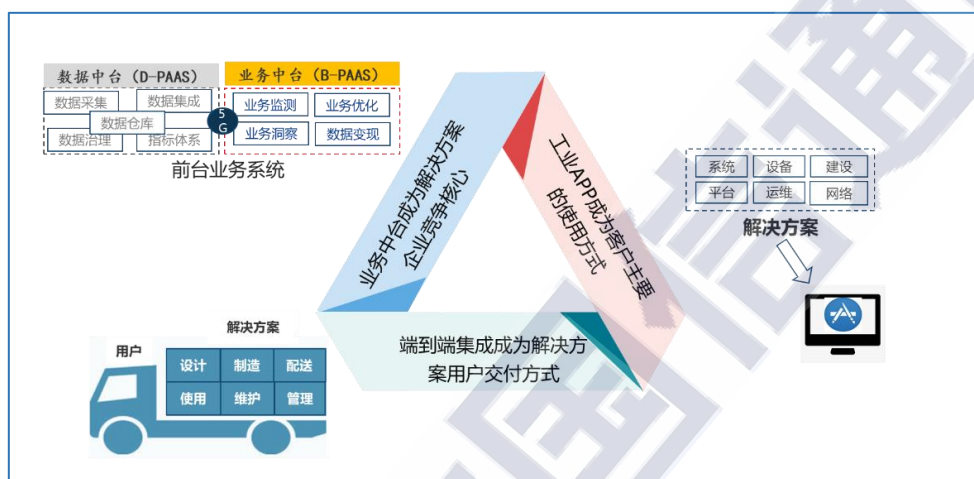 数据中台（D-PAAS）
业务中台（B-PAAS）
数据采集
数据集成
数据仓库
数据治理
指标体系
5G
业务监测
业务优化
业务洞察
数据变现
前台业务系统
业务中台成为解决方案
企业竞争核心
工业APP成为客户主要
的使用方式
端到端集成成为解决方
案用户交付方式
系统
设备
建设
平台
运维
网络
解决方案
用户
解决方案
设计
制造
配送
使用
维护
管理
国信通